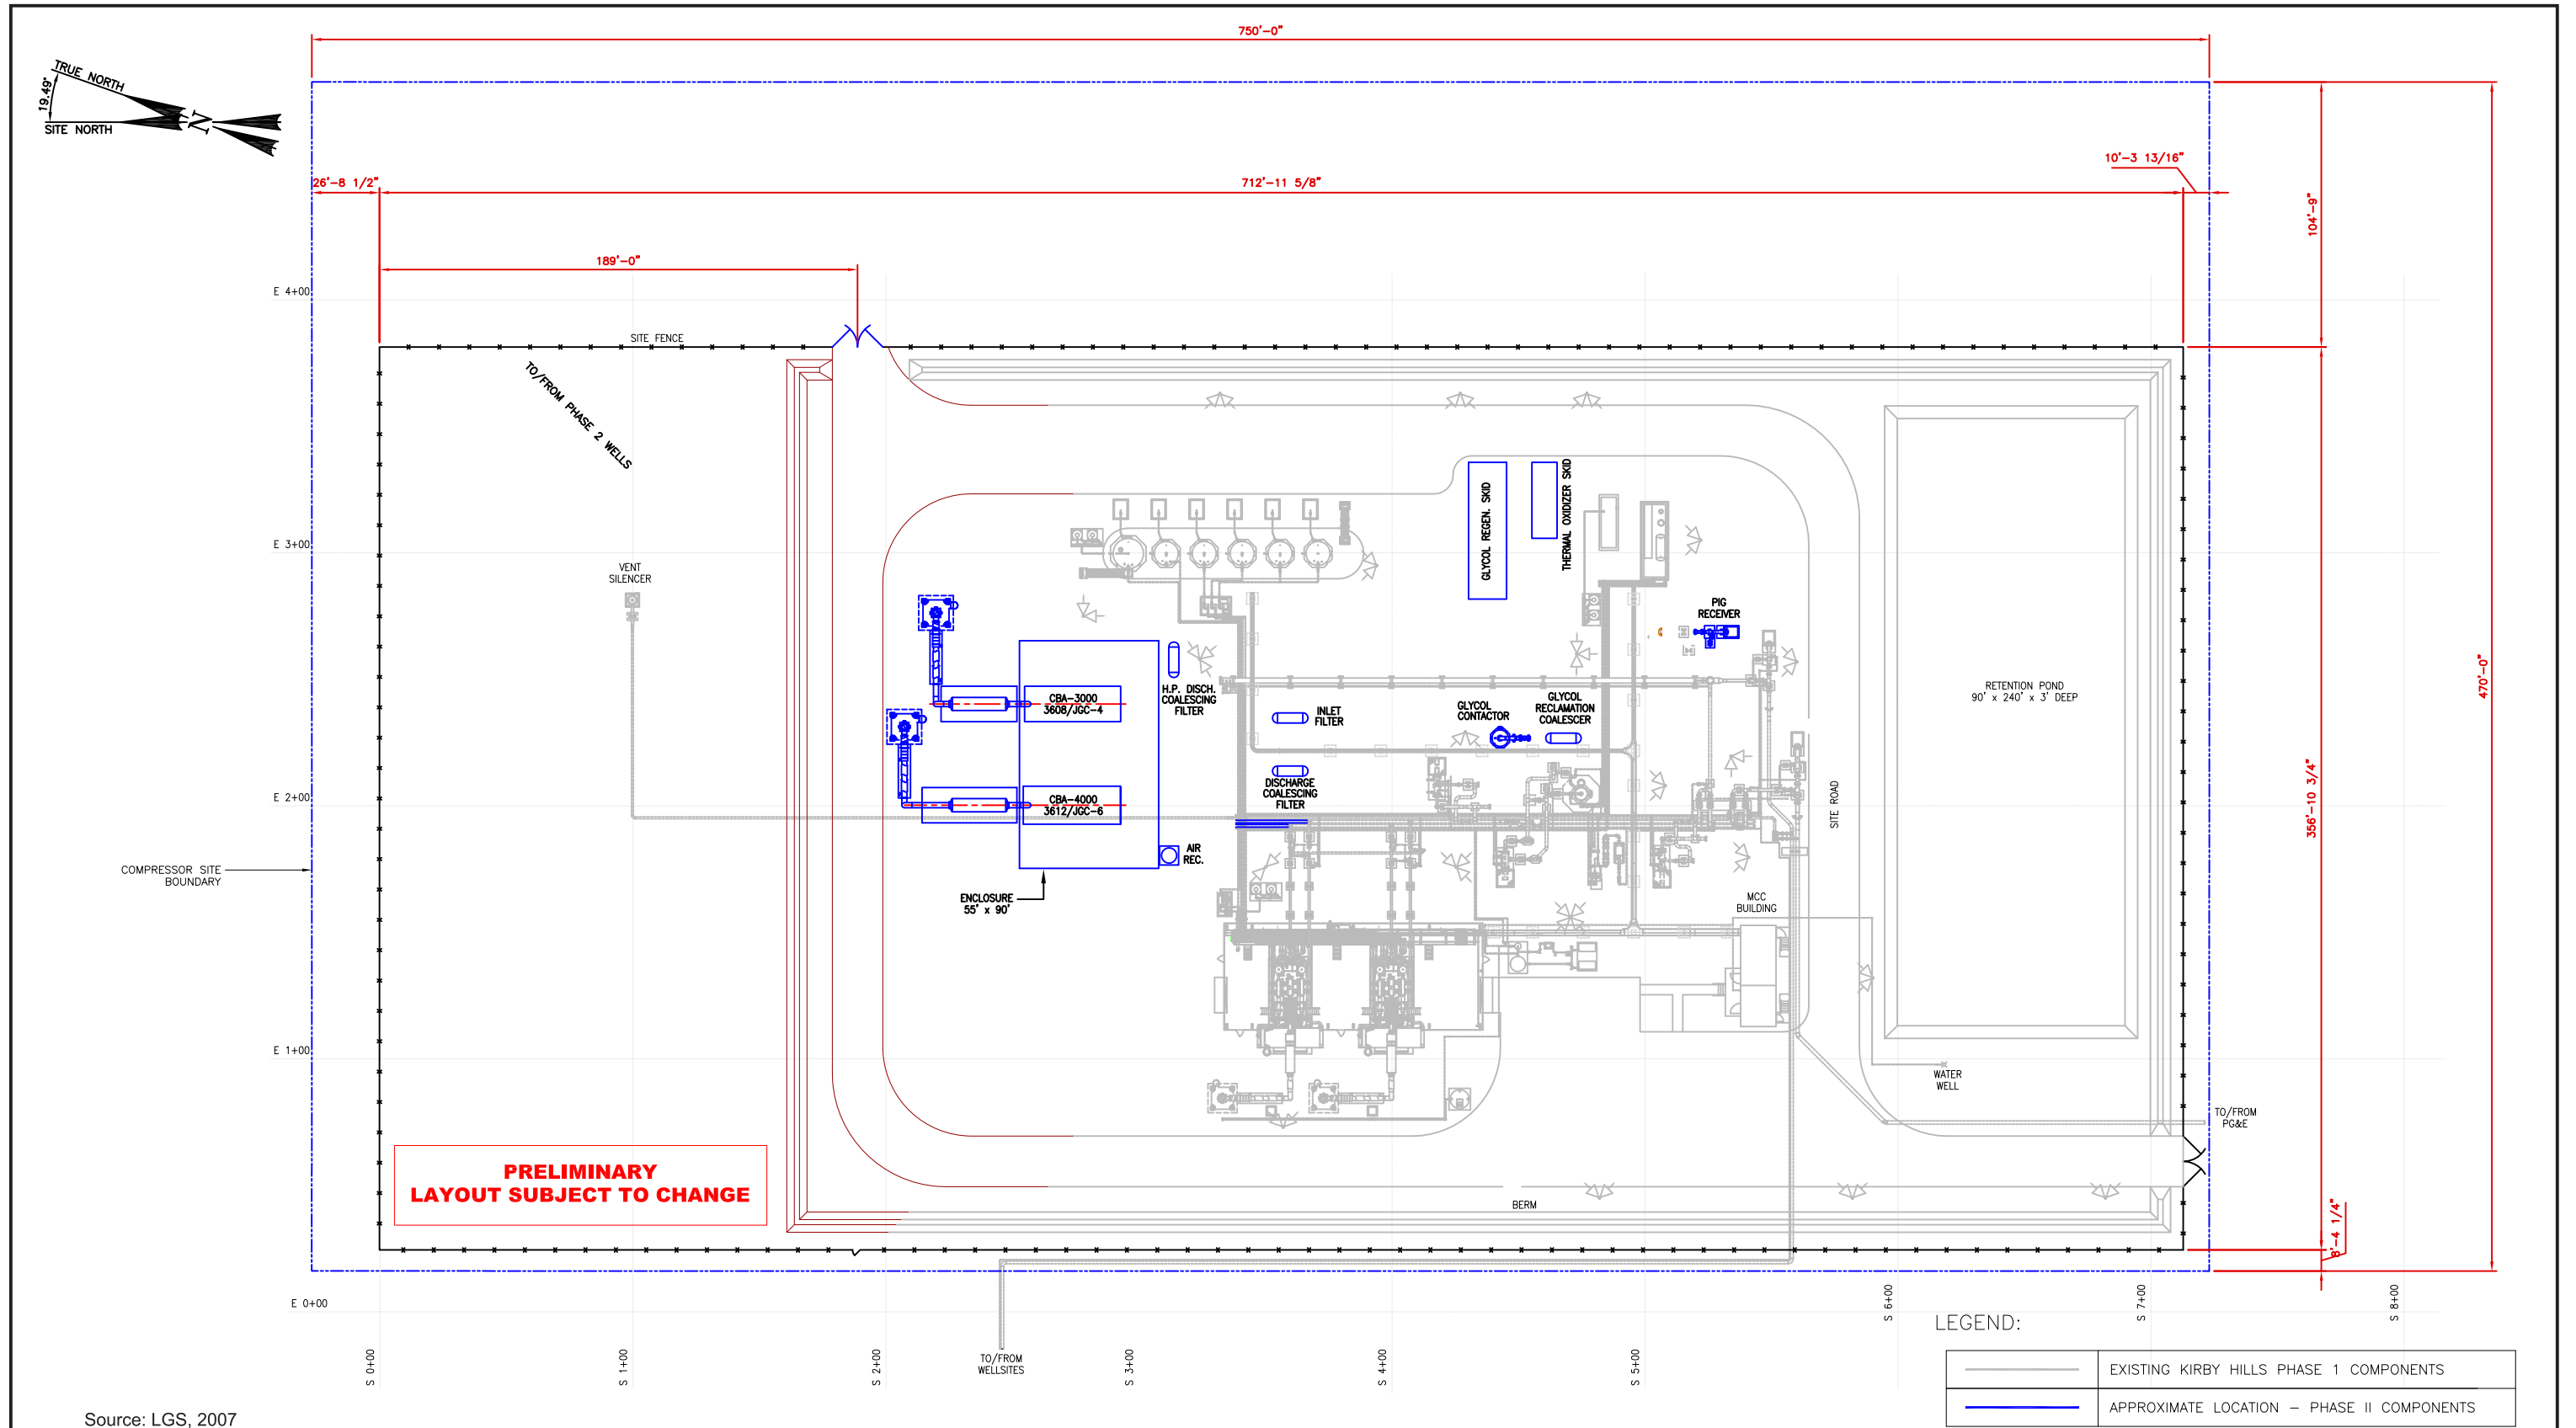 750'-0"
TRUE NORTH
19.49°
SITE NORTH
N
10'-3 13/16"
26'-8 1/2"
712'-11 5/8"
104'-9"
189'-0"
E 4+00
SITE FENCE
TO/FROM PHASE 2 WELLS
E 3+00
VENT
SILENCER
GLYCOL REGEN. SKID
THERMAL OXIDIZER SKID
PIG
RECEIVER
CBA-3000
3608/JGC-4
H.P. DISCH.
COALESCING
FILTER
INLET
FILTER
GLYCOL
CONTACTOR
GLYCOL
RECLAMATION
COALESCER
RETENTION POND
90' x 240' x 3' DEEP
470'-0"
E 2+00
CBA-4000
3612/JGC-6
DISCHARGE
COALESCING
FILTER
SITE ROAD
356'-10 3/4"
AIR
REC.
COMPRESSOR SITE
BOUNDARY
ENCLOSURE
55' x 90'
MCC
BUILDING
E 1+00
WATER
WELL
TO/FROM
PG&E
PRELIMINARY
LAYOUT SUBJECT TO CHANGE
BERM
8'-4 1/4"
E 0+00
S 0+00
S 1+00
S 2+00
S 3+00
S 4+00
S 5+00
S 6+00
S 7+00
S 8+00
TO/FROM
WELLSITES
LEGEND:
EXISTING KIRBY HILLS PHASE 1 COMPONENTS
APPROXIMATE LOCATION - PHASE II COMPONENTS
Source: LGS, 2007